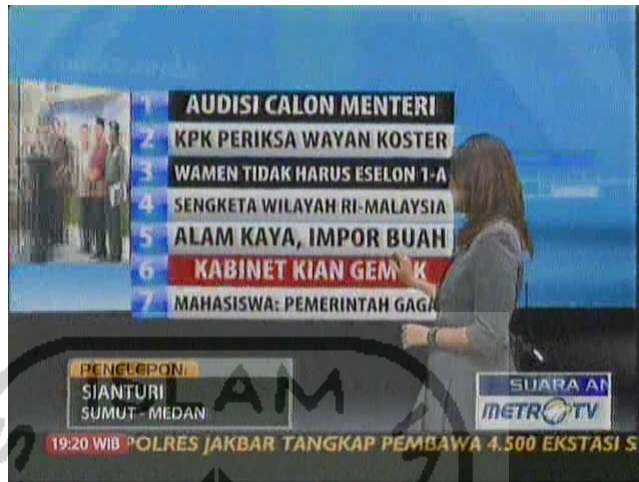 1 AUDISI CALON MENTERI
2 KPK PERIKSA WAYAN KOSTER
3 WAMEN TIDAK HARUS ESELON 1-A
4 SENGKETA WILAYAH RI-MALAYSIA
5 ALAM KAYA, IMPOR BUAH
6 KABINET KIAN GEM K
7 MAHASISWA: PEMERINTAH GAGA
PENELEPON:
SIANTURI
SUMUT - MEDAN
SUARA AN
METRO TV
19:20 WIB POLRES JAKBAR TANGKAP PEMBAWA 4.500 EKSTASI S
LAM